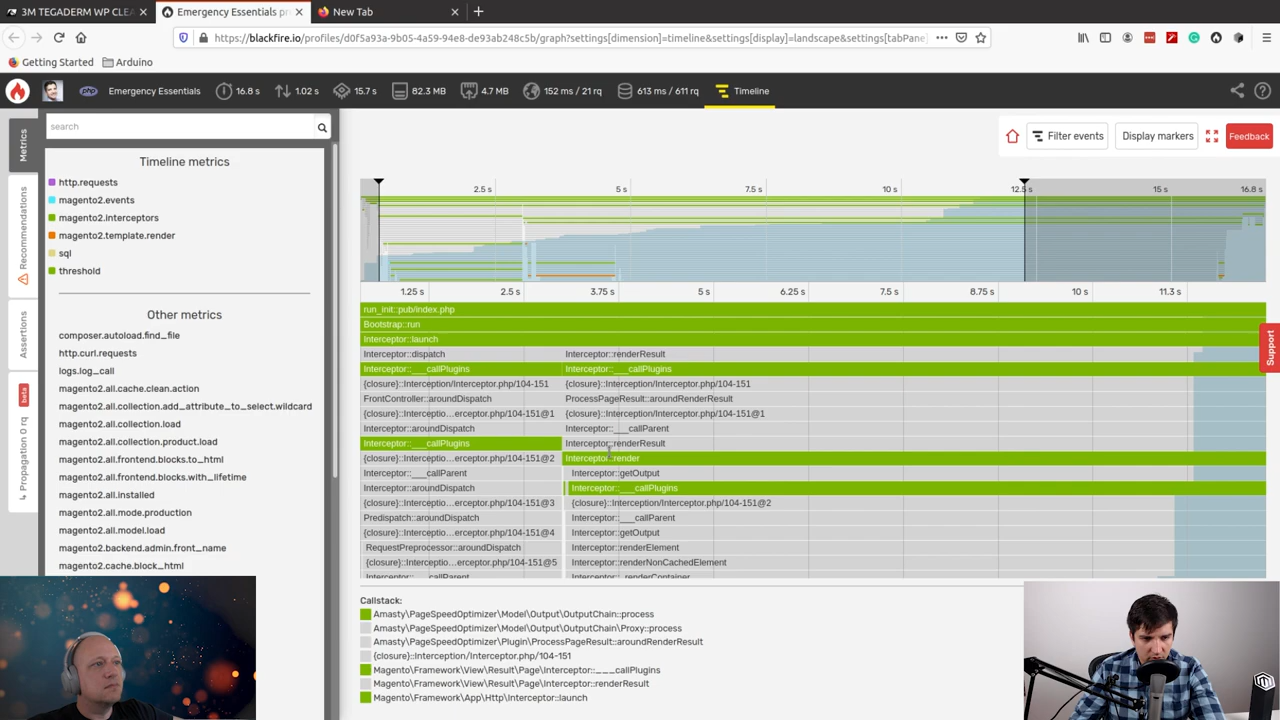 3M TEGADERM WP CLEA
Emergency Essentials pr
New Tab
https://blackfire.io/profiles/d0f5a93a-9b05-4a59-94e8-de93ab248c5b/graph?settings[dimension]=timeline&settings[display]=landscape&settings[tabPane
Getting Started
Arduino
php
Emergency Essentials
16.8 s
1.02 s
15.7 s
82.3 MB
4.7 MB
152 ms / 21 rq
613 ms / 611 rq
Timeline
Metrics
Recommendations
Assertions
beta
Propagation 0 rq
search
Timeline metrics
http.requests
magento2.events
magento2.interceptors
magento2.template.render
sql
threshold
Other metrics
composer.autoload.find_file
http.curl.requests
logs.log_call
magento2.all.cache.clean.action
magento2.all.collection.add_attribute_to_select.wildcard
magento2.all.collection.load
magento2.all.collection.product.load
magento2.all.frontend.blocks.to_html
magento2.all.frontend.blocks.with_lifetime
magento2.all.installed
magento2.all.mode.production
magento2.all.model.load
magento2.backend.admin.front_name
magento2.cache.block_html
Filter events
Display markers
Feedback
2.5 s 5 s 7.5 s 10 s 12.5 s 15 s 16.8 s
1.25 s 2.5 s 3.75 s 5 s 6.25 s 7.5 s 8.75 s 10 s 11.3 s
run_init::pub/index.php
Bootstrap::run
Interceptor::launch
Interceptor::dispatch Interceptor::renderResult
Interceptor::___callPlugins Interceptor::___callPlugins
{closure}::Interception/Interceptor.php/104-151 {closure}::Interception/Interceptor.php/104-151
FrontController::aroundDispatch ProcessPageResult::aroundRenderResult
{closure}::Interceptio…erceptor.php/104-151@1 {closure}::Interception/Interceptor.php/104-151@1
Interceptor::aroundDispatch Interceptor::___callParent
Interceptor::___callPlugins Interceptor::renderResult
{closure}::Interceptio…erceptor.php/104-151@2 Interceptor::render
Interceptor::___callParent Interceptor::getOutput
Interceptor::aroundDispatch Interceptor::___callPlugins
{closure}::Interceptio…erceptor.php/104-151@3 {closure}::Interception/Interceptor.php/104-151@2
Predispatch::aroundDispatch Interceptor::___callParent
{closure}::Interceptio…erceptor.php/104-151@4 Interceptor::getOutput
RequestPreprocessor::aroundDispatch Interceptor::renderElement
{closure}::Interceptio…erceptor.php/104-151@5 Interceptor::renderNonCachedElement
Interceptor::___callParent Interceptor::_renderContainer
Support
Callstack:
Amasty\PageSpeedOptimizer\Model\Output\OutputChain::process
Amasty\PageSpeedOptimizer\Model\Output\OutputChain\Proxy::process
Amasty\PageSpeedOptimizer\Plugin\ProcessPageResult::aroundRenderResult
{closure}::Interception/Interceptor.php/104-151
Magento\Framework\View\Result\Page\Interceptor::___callPlugins
Magento\Framework\View\Result\Page\Interceptor::renderResult
Magento\Framework\App\Http\Interceptor::launch